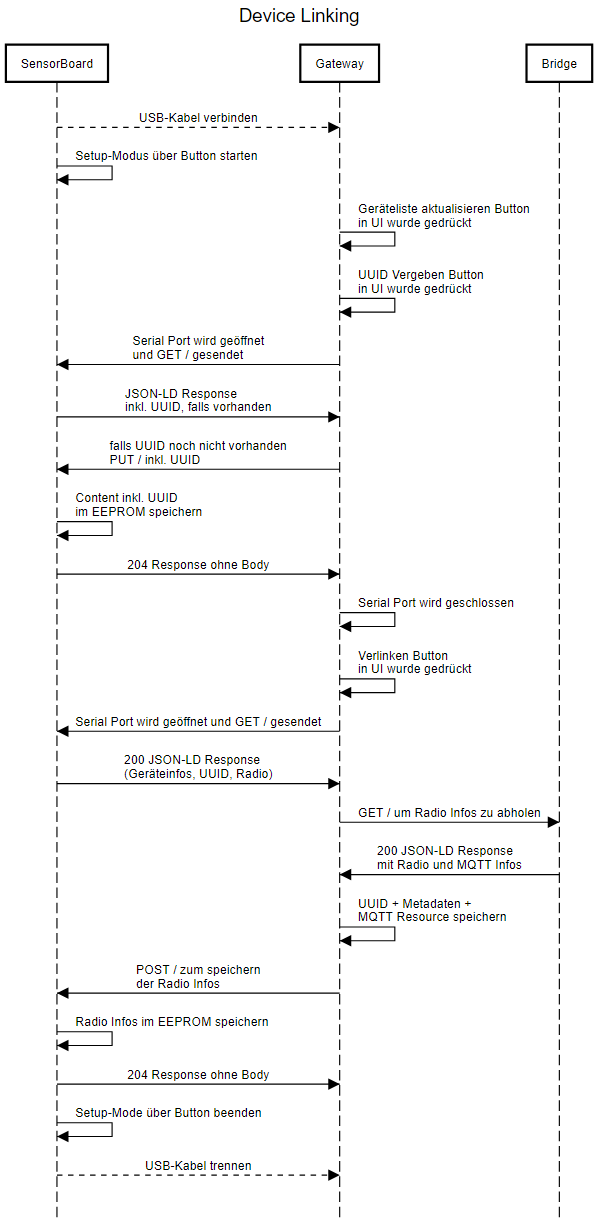 Device Linking
SensorBoard
Gateway
Bridge
USB-Kabel verbinden
Setup-Modus über Button starten
Geräteliste aktualisieren Button
in UI wurde gedrückt
UUID Vergeben Button
in UI wurde gedrückt
Serial Port wird geöffnet
und GET / gesendet
JSON-LD Response
inkl. UUID, falls vorhanden
falls UUID noch nicht vorhanden
PUT / inkl. UUID
Content inkl. UUID
im EEPROM speichern
204 Response ohne Body
Serial Port wird geschlossen
Verlinken Button
in UI wurde gedrückt
Serial Port wird geöffnet und GET / gesendet
200 JSON-LD Response
(Geräteinfos, UUID, Radio)
GET / um Radio Infos zu abholen
200 JSON-LD Response
mit Radio und MQTT Infos
UUID + Metadaten +
MQTT Resource speichern
POST / zum speichern
der Radio Infos
Radio Infos im EEPROM speichern
204 Response ohne Body
Setup-Mode über Button beenden
USB-Kabel trennen